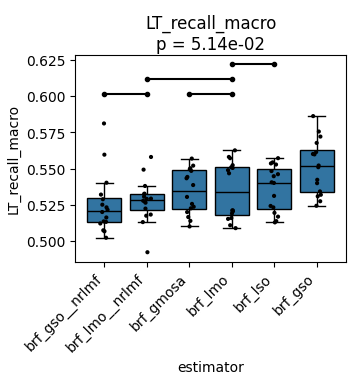 LT_recall_macro
p = 5.14e-02
LT_recall_macro
0.625
0.600
0.575
0.550
0.525
0.500
brf_gso__nrlmf
brf_lmo__nrlmf
brf_gmosa
brf_lmo
brf_lso
brf_gso
estimator